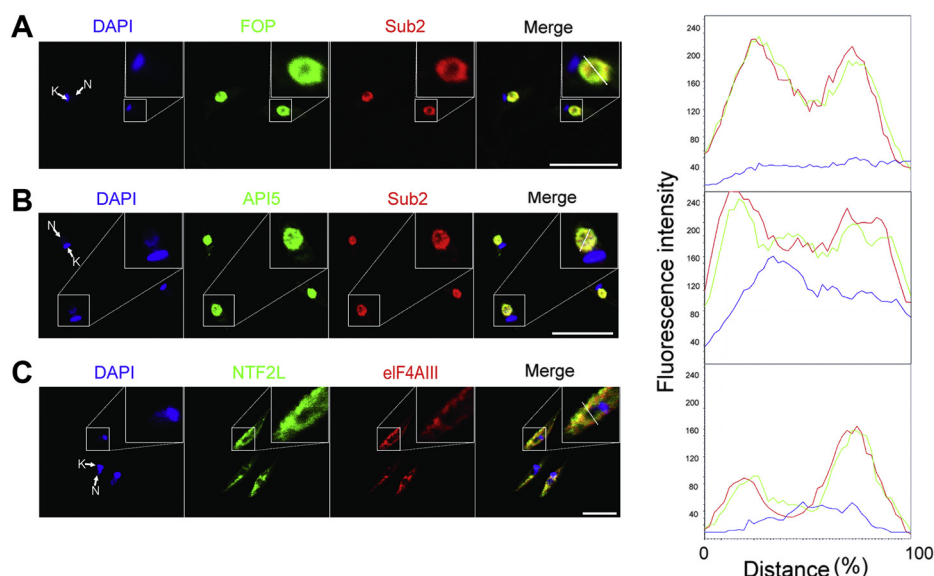 A
DAPI FOP Sub2 Merge
K N
B
DAPI API5 Sub2 Merge
N
K
C
DAPI NTF2L eIF4AIII Merge
K
N
Fluorescence intensity
240
200
160
120
80
40
240
200
160
120
80
40
240
200
160
120
80
40
0 100
Distance (%)